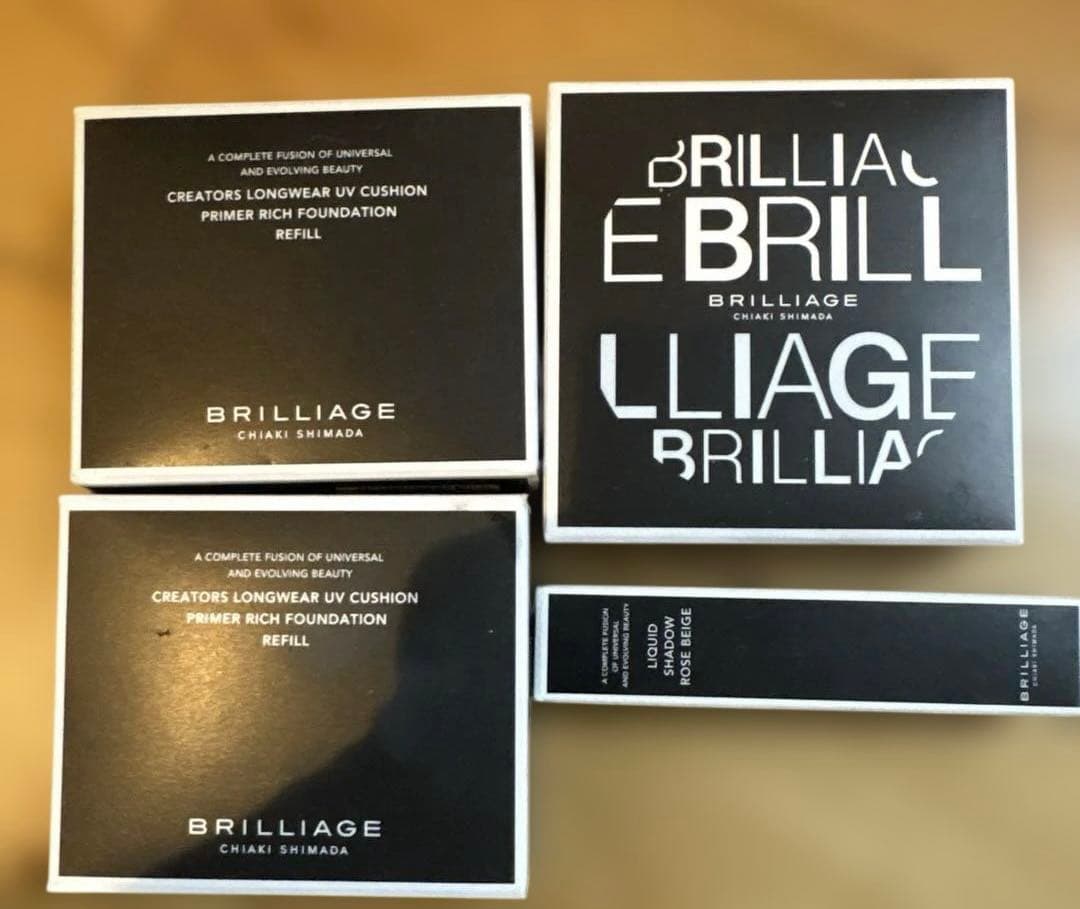 A COMPLETE FUSION OF UNIVERSAL
AND EVOLVING BEAUTY
CREATORS LONGWEAR UV CUSHION
PRIMER RICH FOUNDATION
REFILL
BRILLIAGE
CHIAKI SHIMADA
BRILLIAG
E BRILL
BRILLIAGE
CHIAKI SHIMADA
LLIAGE
BRILLIAG
A COMPLETE FUSION OF UNIVERSAL
AND EVOLVING BEAUTY
CREATORS LONGWEAR UV CUSHION
PRIMER RICH FOUNDATION
REFILL
BRILLIAGE
CHIAKI SHIMADA
A COMPLETE FUSION
OF UNIVERSAL
AND EVOLVING BEAUTY
LIQUID
SHADOW
ROSE BEIGE
BRILLIAGE
CHIAKI SHIMADA